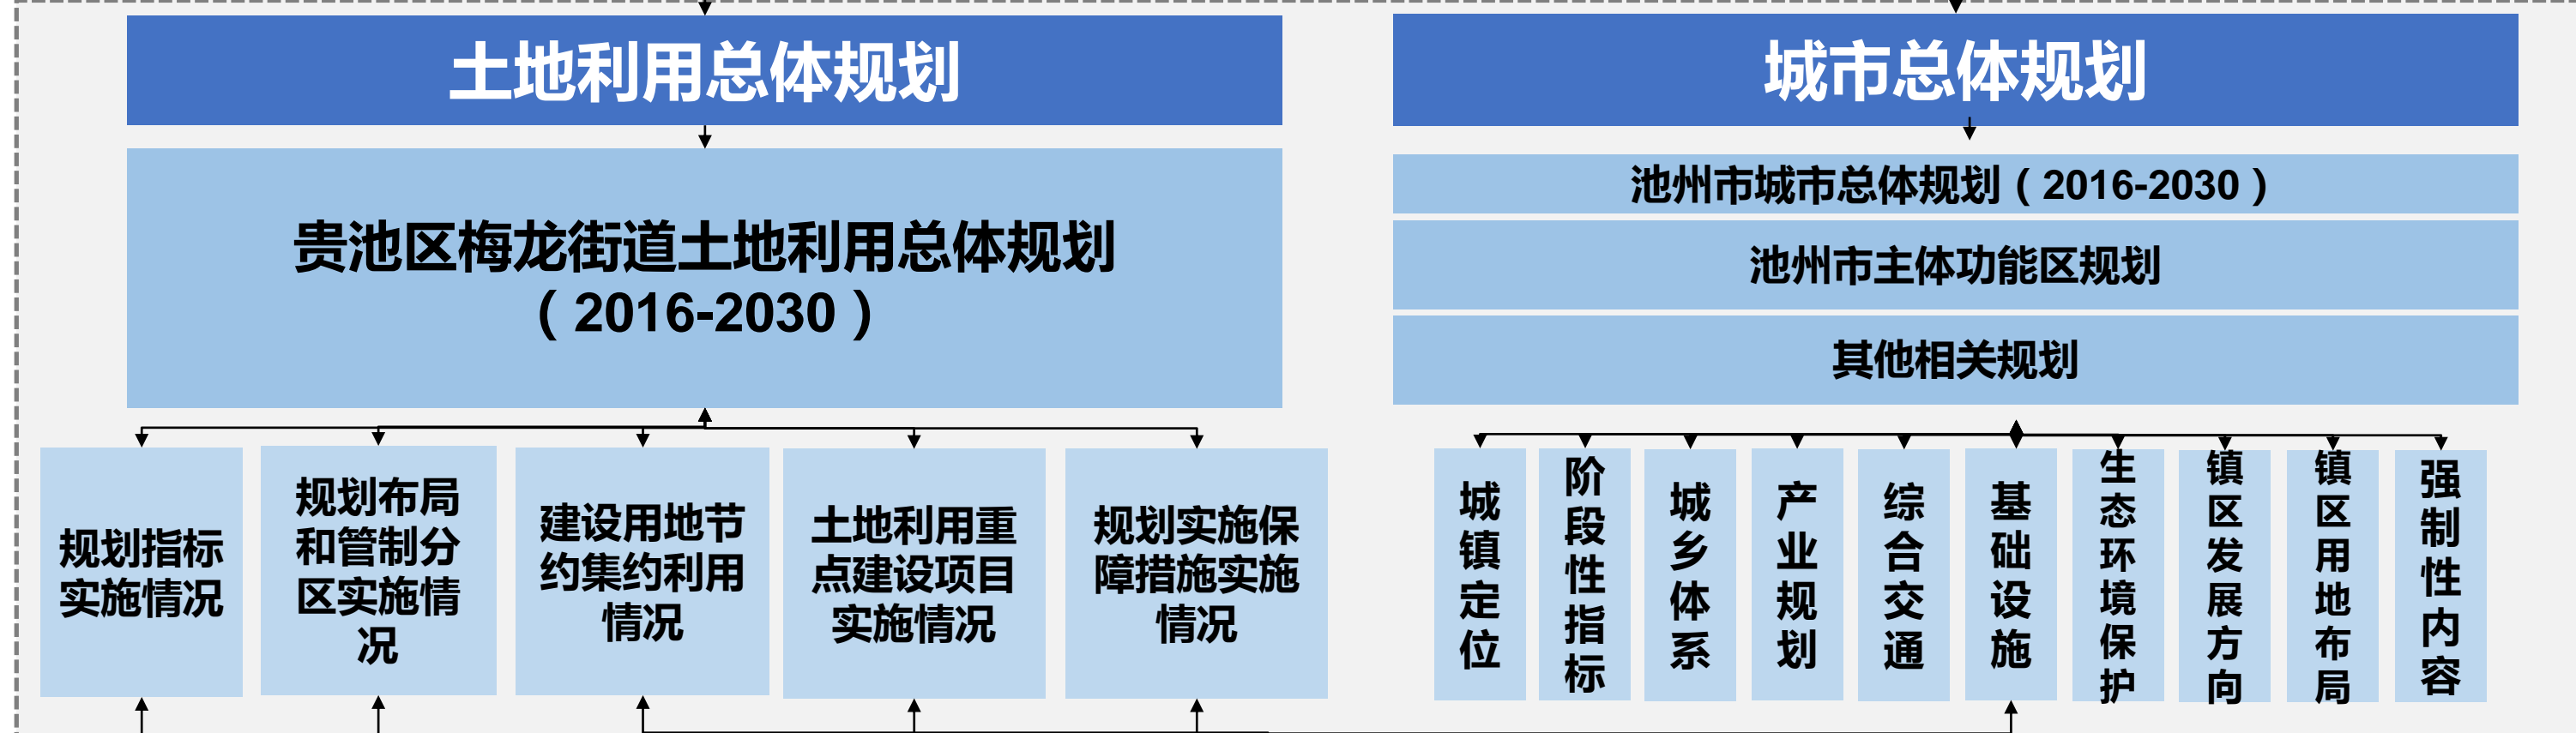 土地利用总体规划
贵池区梅龙街道土地利用总体规划
（2016-2030）
规划指标
实施情况
规划布局
和管制分
区实施情
况
建设用地节
约集约利用
情况
土地利用重
点建设项目
实施情况
规划实施保
障措施实施
情况
城市总体规划
池州市城市总体规划（2016-2030）
池州市主体功能区规划
其他相关规划
城镇定位
阶段性指标
城乡体系
产业规划
综合交通
基础设施
生态环境保护
镇区发展方向
镇区用地布局
强制性内容